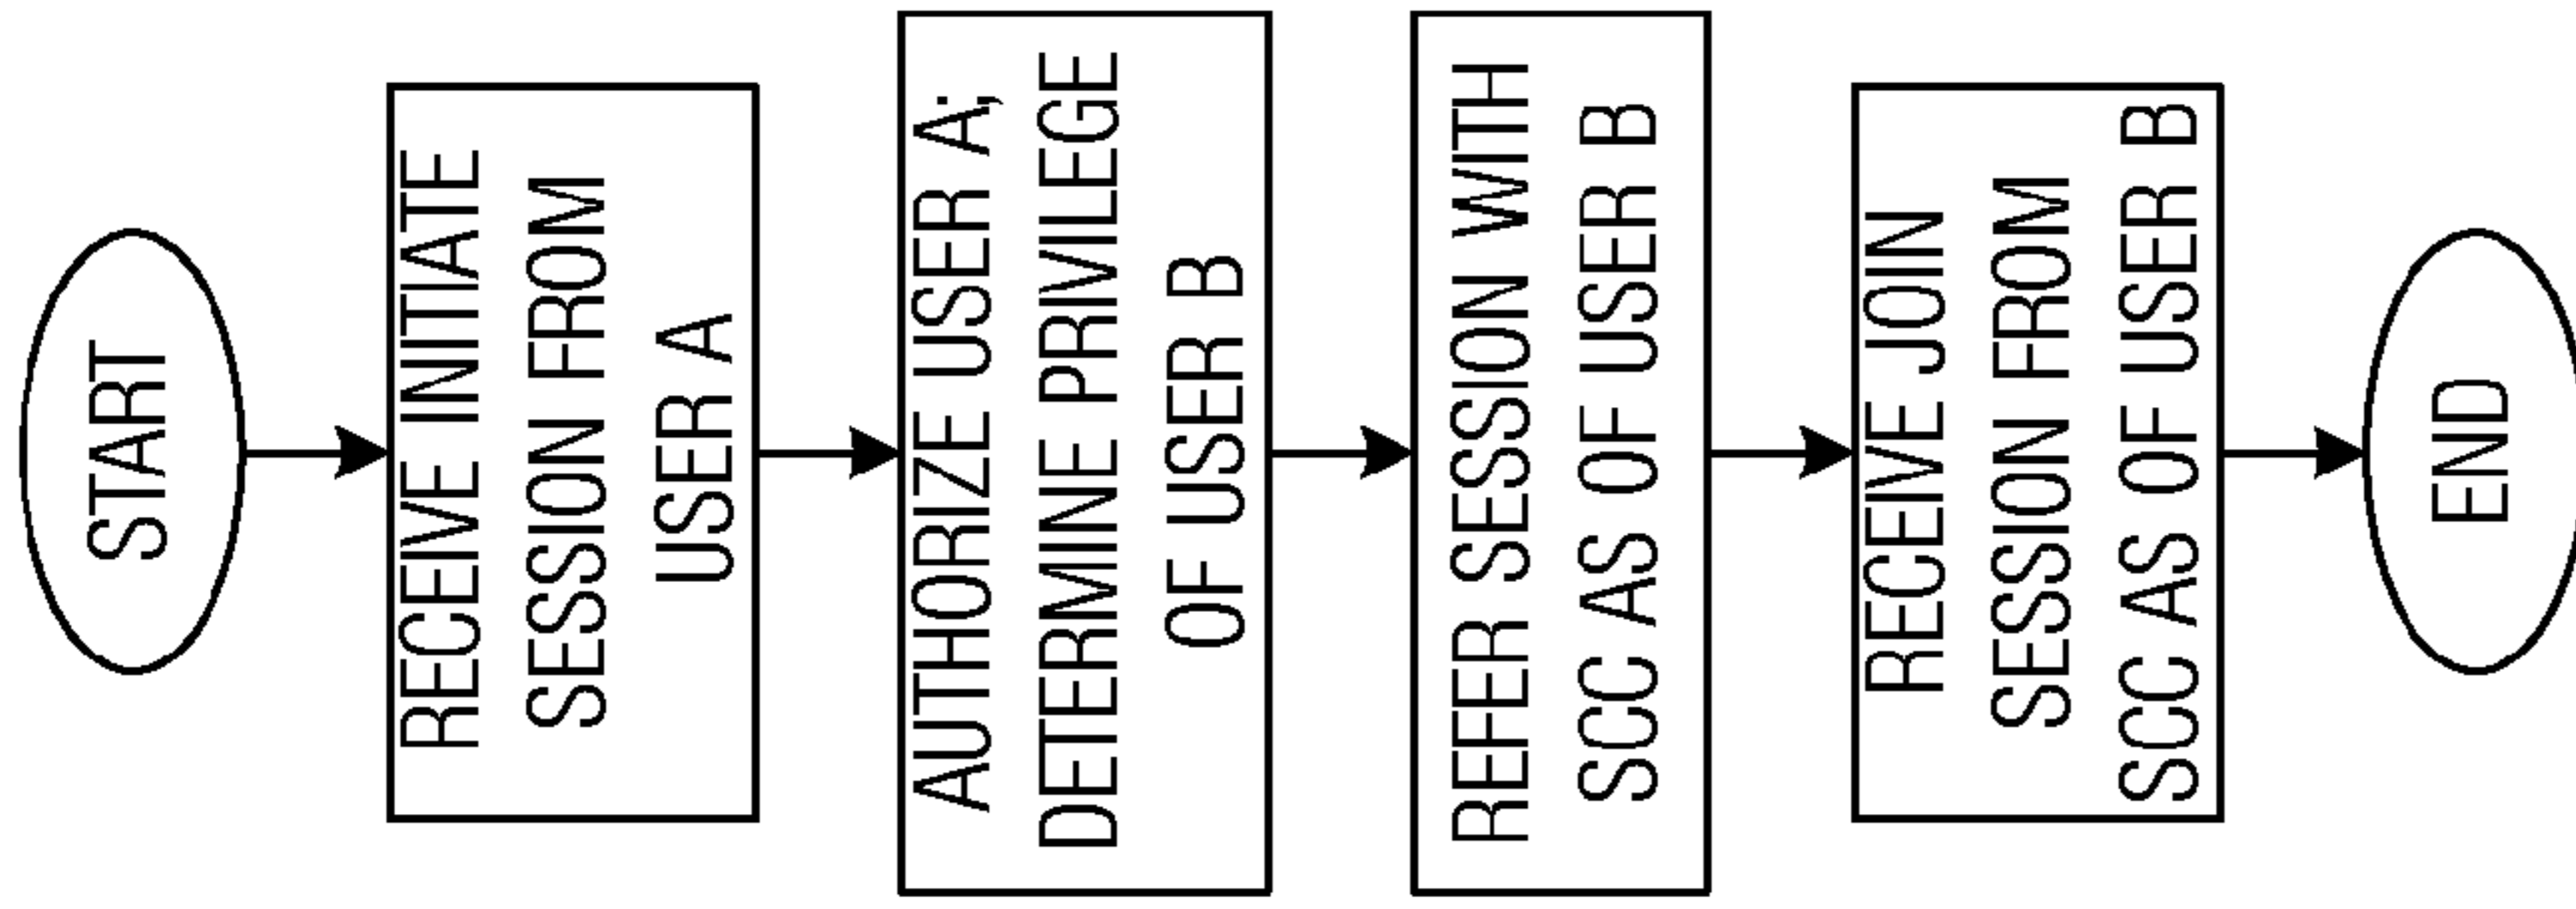 START
RECEIVE INITIATE
SESSION FROM
USER A
AUTHORIZE USER A;
DETERMINE PRIVILEGE
OF USER B
REFER SESSION WITH
SCC AS OF USER B
RECEIVE JOIN
SESSION FROM
SCC AS OF USER B
END